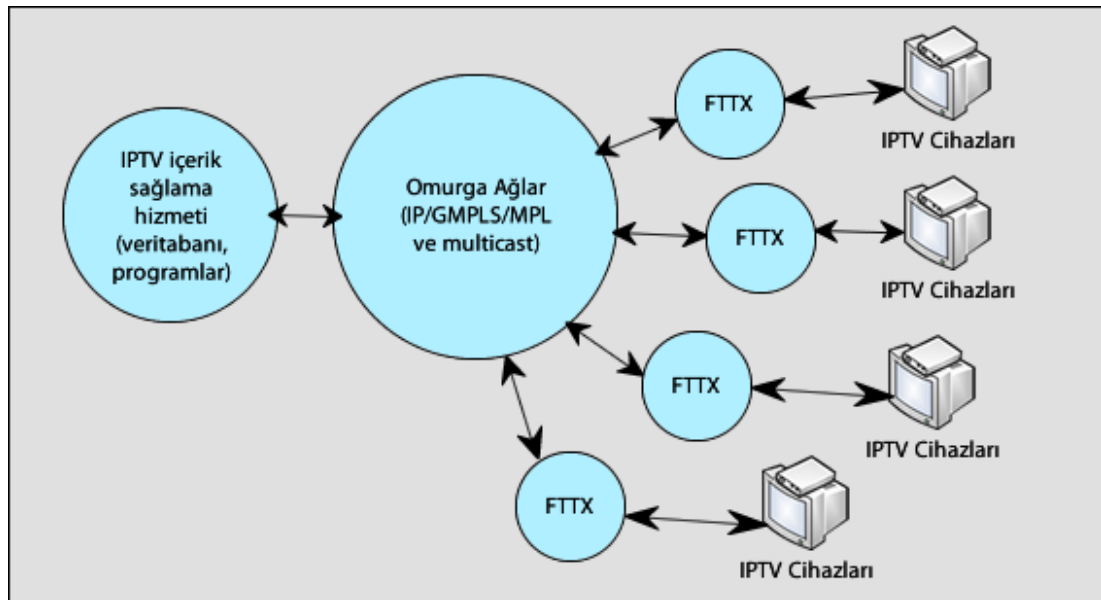 IPTV içerik
sağlama
hizmeti
(veritabanı,
programlar)
Omurga Ağlar
(IP/GMPLS/MPL
ve multicast)
FTTX
IPTV Cihazları
FTTX
IPTV Cihazları
FTTX
IPTV Cihazları
FTTX
IPTV Cihazları